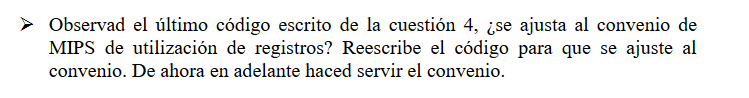 ➢ Observad el último código escrito de la cuestión 4, ¿se ajusta al convenio de
MIPS de utilización de registros? Reescribe el código para que se ajuste al
convenio. De ahora en adelante haced servir el convenio.